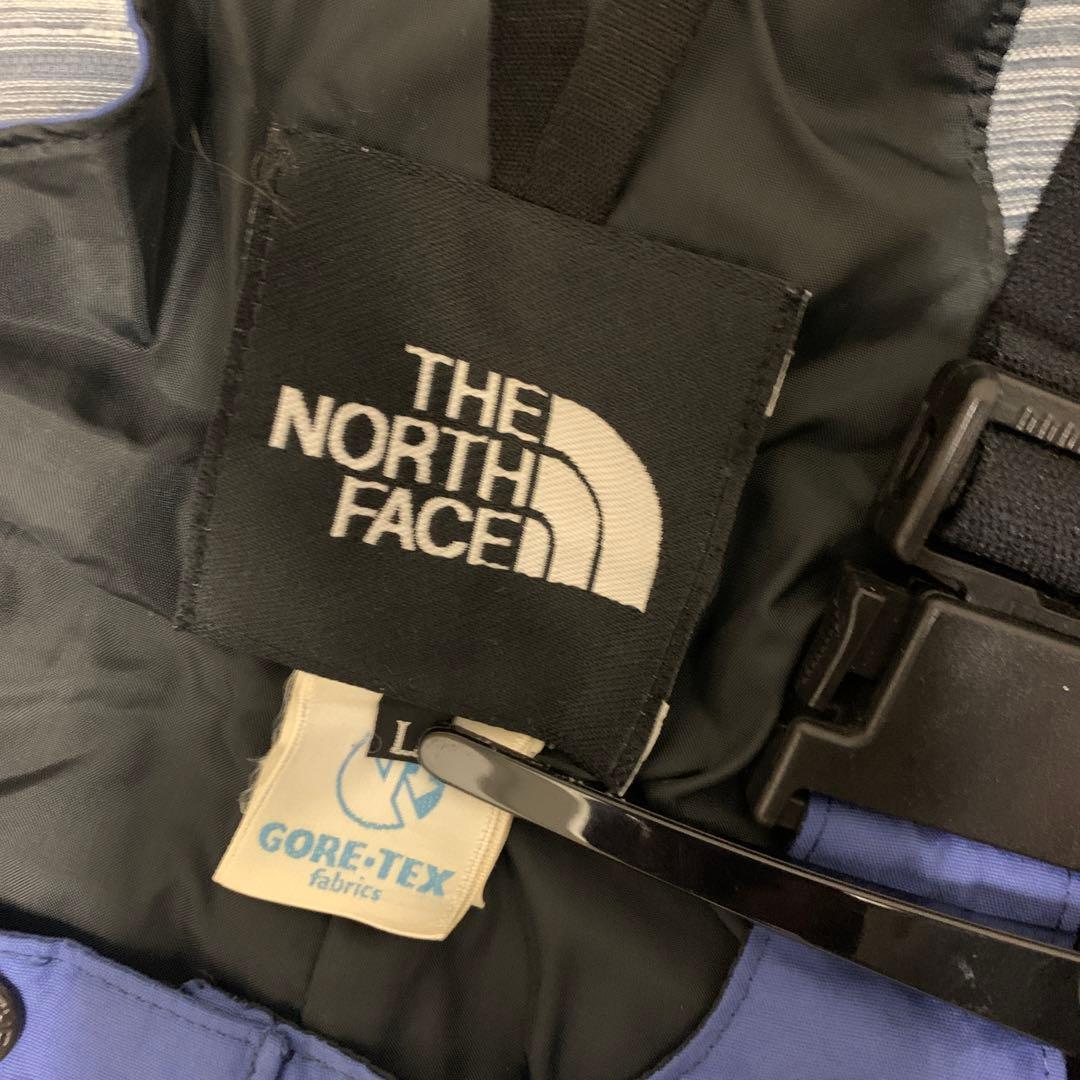 THE
NORTH
FACE
L
GORE-TEX
fabrics